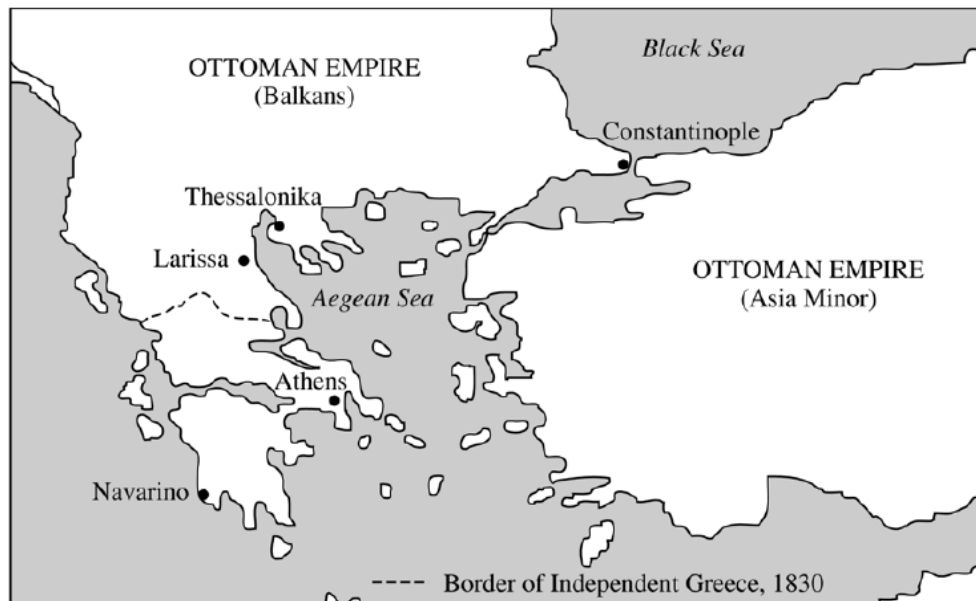 Black Sea
OTTOMAN EMPIRE
(Balkans)
Constantinople
Thessalonika
Larissa
OTTOMAN EMPIRE
(Asia Minor)
Aegean Sea
Athens
Navarino
Border of Independent Greece, 1830